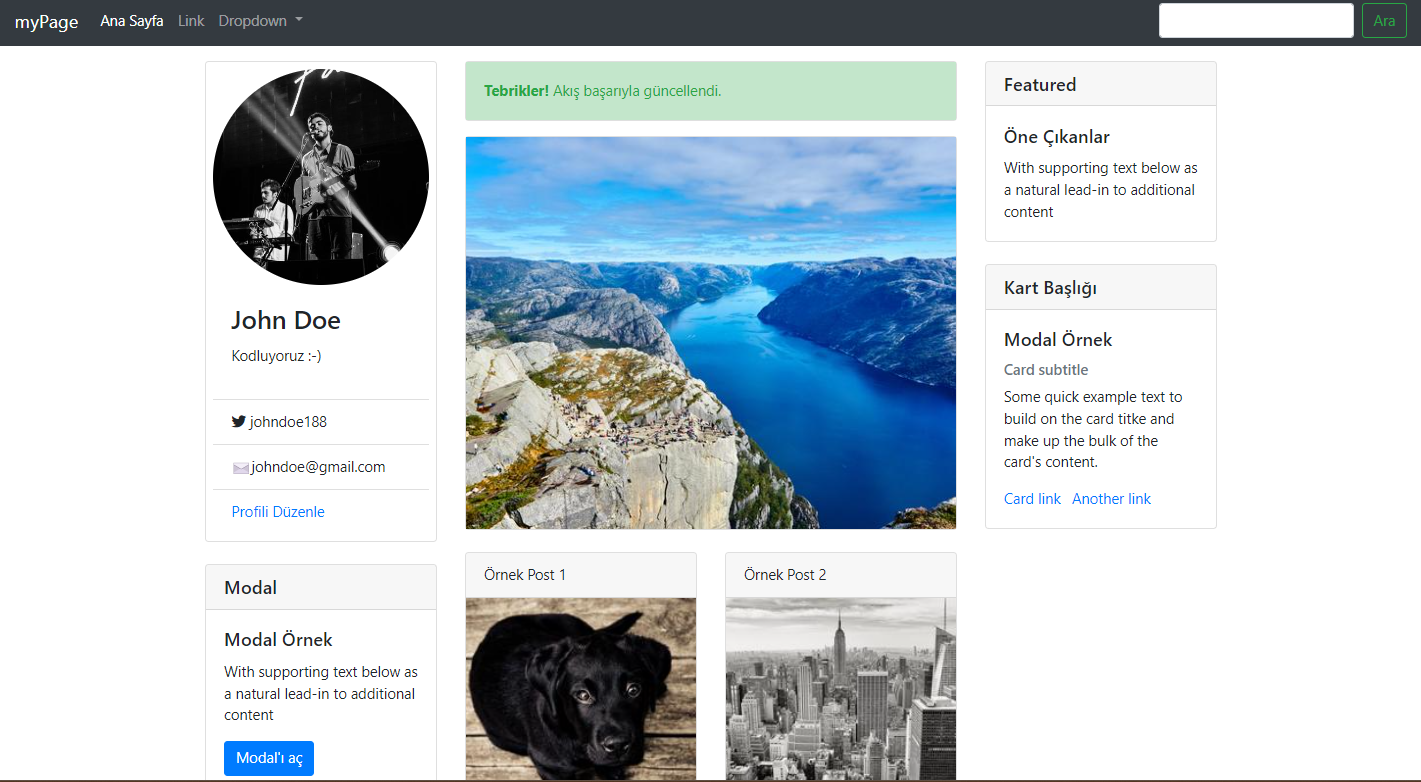 myPage Ana Sayfa Link Dropdown Ara
John Doe
Kodluyoruz :-)
johndoe188
johndoe@gmail.com
Profili Düzenle
Modal
Modal Örnek
With supporting text below as
a natural lead-in to additional
content
Modal'ı aç
Tebrikler! Akış başarıyla güncellendi.
Örnek Post 1
Örnek Post 2
Featured
Öne Çıkanlar
With supporting text below as
a natural lead-in to additional
content
Kart Başlığı
Modal Örnek
Card subtitle
Some quick example text to
build on the card titke and
make up the bulk of the
card's content.
Card link Another link